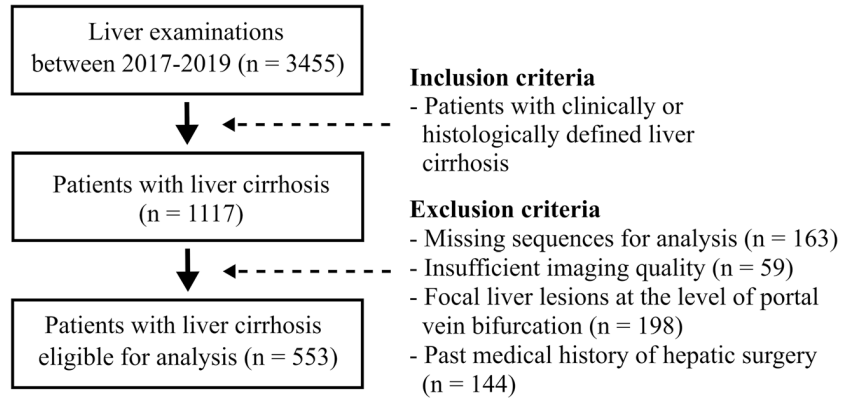 Liver examinations
between 2017-2019 (n = 3455)
Inclusion criteria
- Patients with clinically or
histologically defined liver
cirrhosis
Patients with liver cirrhosis
(n = 1117)
Exclusion criteria
- Missing sequences for analysis (n = 163)
- Insufficient imaging quality (n = 59)
- Focal liver lesions at the level of portal
vein bifurcation (n = 198)
- Past medical history of hepatic surgery
(n = 144)
Patients with liver cirrhosis
eligible for analysis (n = 553)